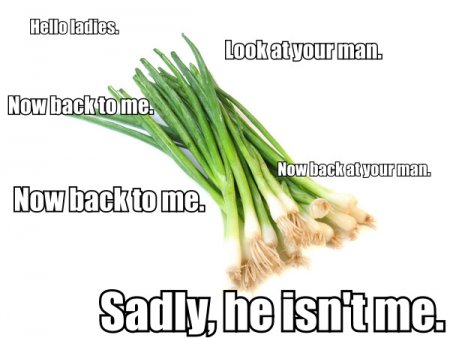 Hello ladies.
Look at your man.
Now back to me.
Now back at your man.
Now back to me.
Sadly, he isn't me.